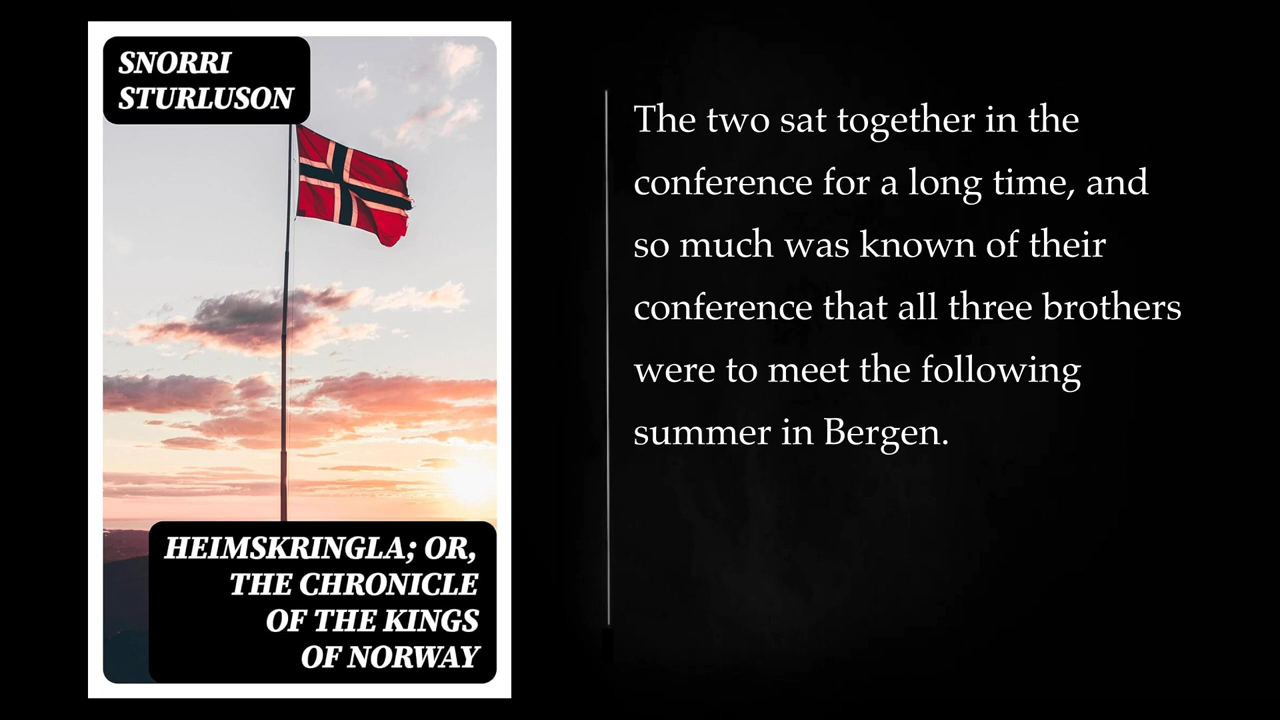 SNORRI
STURLUSON
HEIMSKRINGLA; OR,
THE CHRONICLE
OF THE KINGS
OF NORWAY
The two sat together in the
conference for a long time, and
so much was known of their
conference that all three brothers
were to meet the following
summer in Bergen.